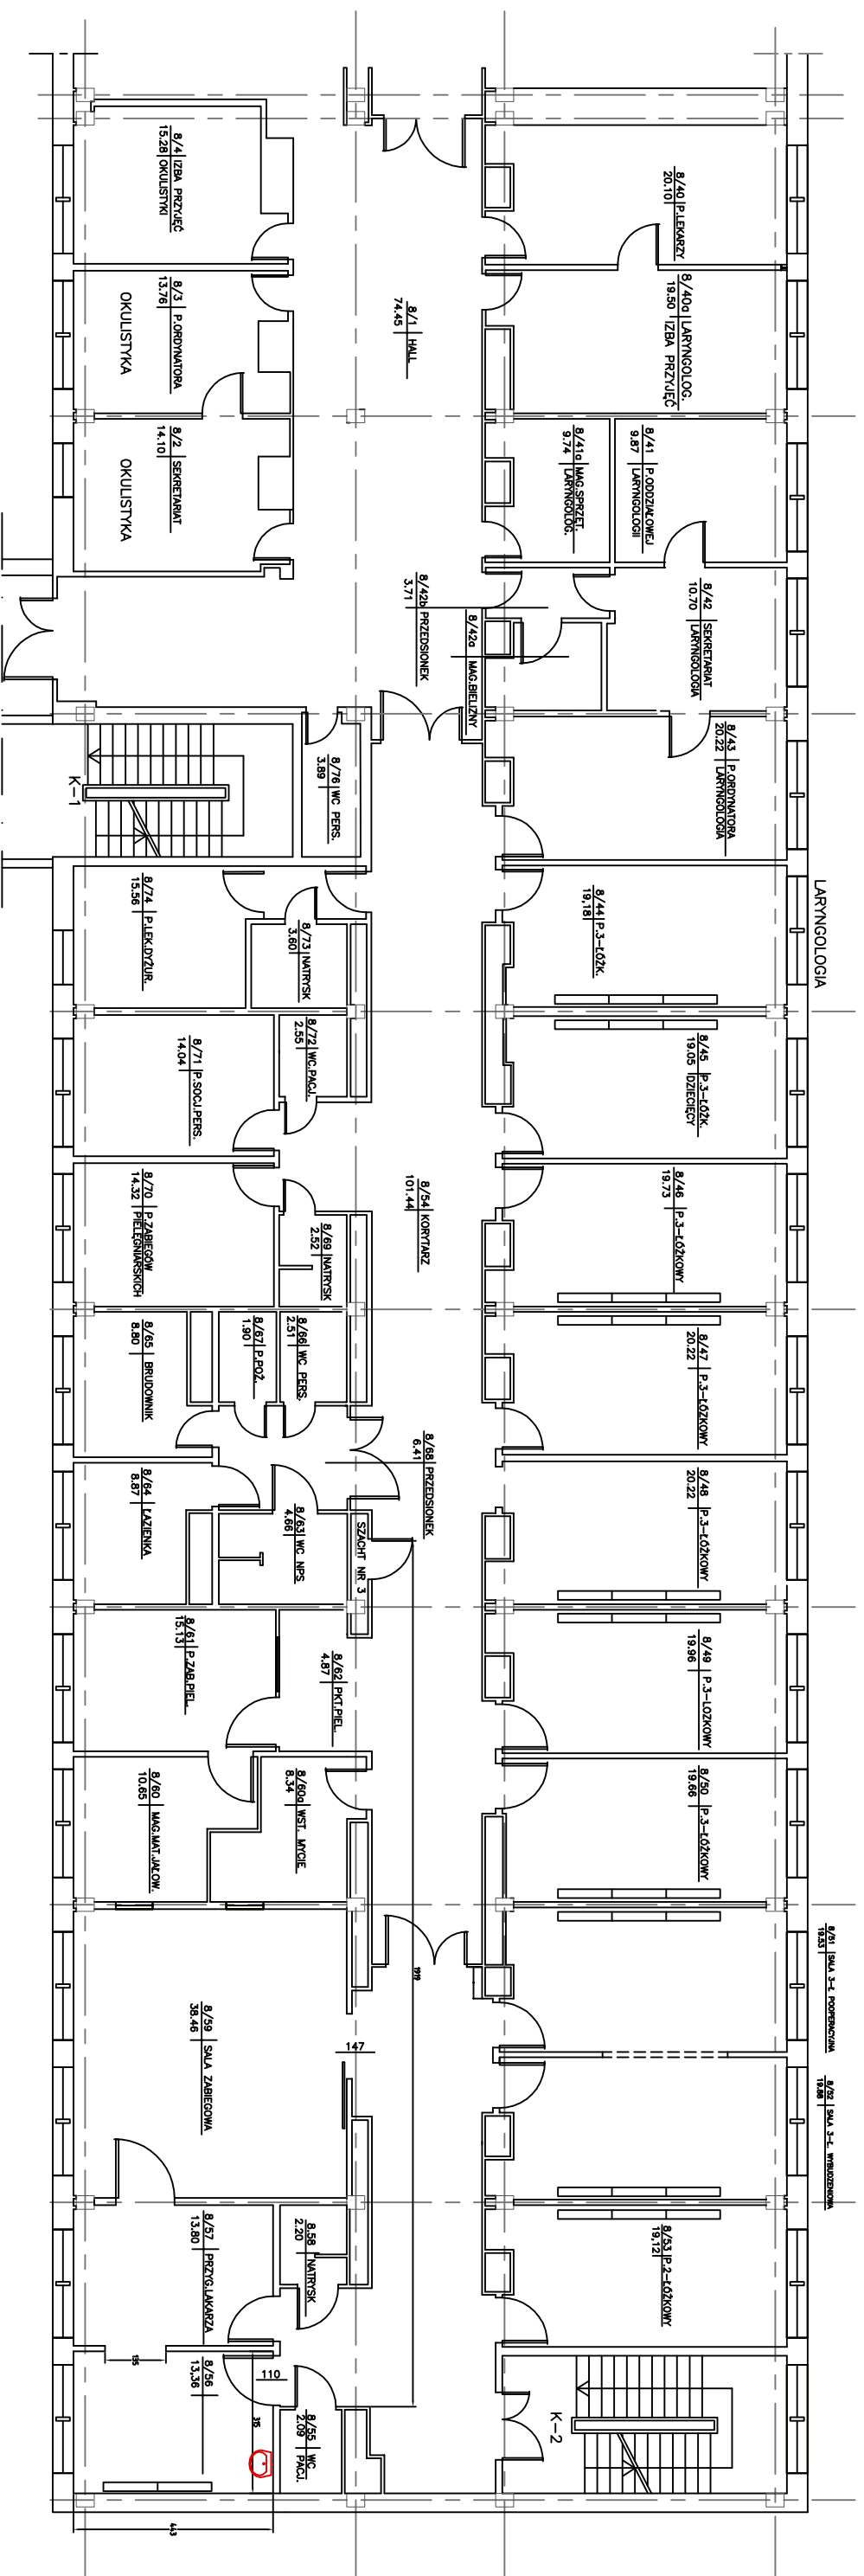 8/4 IZBA PRZYJĘĆ
15.28 OKULISTYKI
8/3 P.ORDYNATORA
13.76
OKULISTYKA
8/2 SEKRETARIAT
14.10
OKULISTYKA
8/1 HALL
74.45
8/40 P.LEKARZY
20.10
8/40a LARYNGOLOG.
19.50 IZBA PRZYJĘĆ
8/41 P.ODDZIAŁOWEJ
9.87 LARYNGOLOGII
8/41a MAG.SPRZĘT.
9.74 LARYNGOLOG.
8/42 SEKRETARIAT
10.70 LARYNGOLOGIA
8/42a MAG.BIELIZNY
8/42b PRZEDSIONEK
3.71
8/43 P.ORDYNATORA
20.22 LARYNGOLOGIA
K-1
8/76 WC PERS.
3.89
LARYNGOLOGIA
8/74 P.LEK.DYŻUR.
15.56
8/73 NATRYSK
3.60
8/44 P.3-ŁÓŻK.
19,18
8/72 WC.PACJ.
2.55
8/71 P.SOCJ.PERS.
14.04
8/45 P.3-ŁÓŻK.
19.05 DZIECIĘCY
8/54 KORYTARZ
101.44
8/70 P.ZABIEGÓW
14.32 PIELĘGNIARSKICH
8/69 NATRYSK
2.52
8/46 P.3-ŁÓŻKOWY
19.73
8/65 BRUDOWNIK
8.80
8/67 P.POŻ.
1.90
8/66 WC PERS.
2.51
8/47 P.3-ŁÓŻKOWY
20.22
8/68 PRZEDSIONEK
6.41
8/64 ŁAZIENKA
8.87
8/63 WC NPS
4.66
SZACHT NR 3
8/48 P.3-ŁÓŻKOWY
20.22
8/61 P.ZAB.PIEL.
15.13
8/62 PKT.PIEL.
4.87
8/49 P.3-LOZKOWY
19.96
8/60 MAG.MAT.JAŁOW.
10.65
8/60a WST. MYCIE
8.34
8/50 P.3-ŁÓŻKOWY
19.66
8/51 SALA 3-Ł. POOPERACYJNA
19.53
8/59 SALA ZABIEGOWA
38.46
1919
147
8/52 SALA 3-Ł. WYBUDZENIOWA
19.86
8/57 PRZYG.LAKARZA
13.80
8.58 NATRYSK
2.20
8/53 P.2-ŁÓŻKOWY
19,12
8/56
13,36
195
110
315
8/55 WC
2.09 PACJ.
K-2
443